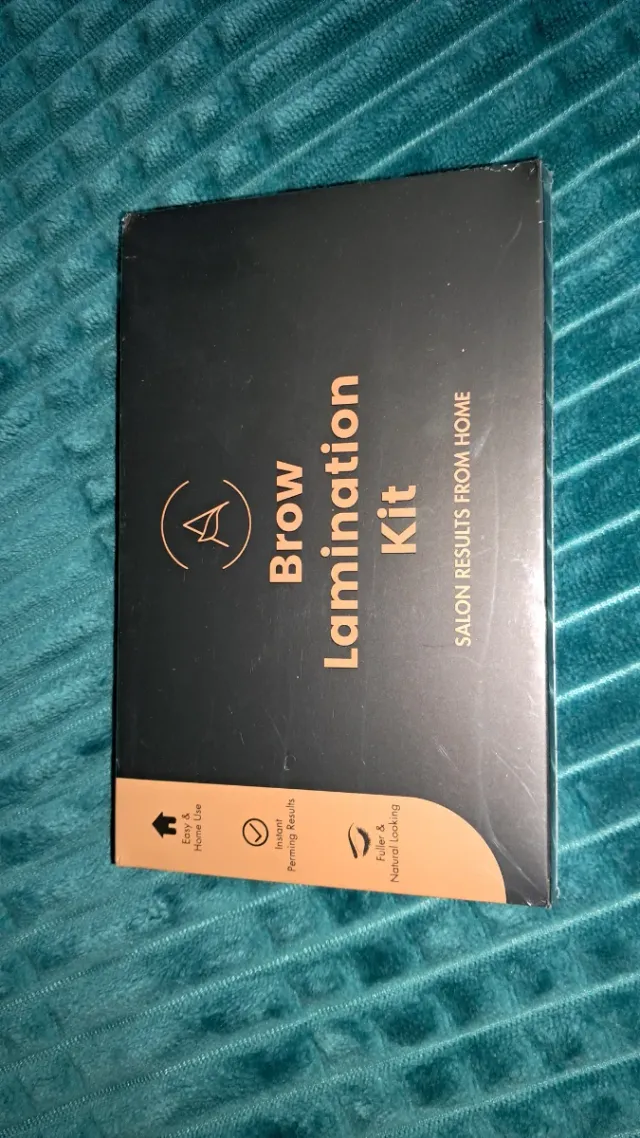 Brow
Lamination
Kit
SALON RESULTS FROM HOME
Easy &
Home Use
Instant
Perming Results
Fuller &
Natural Looking